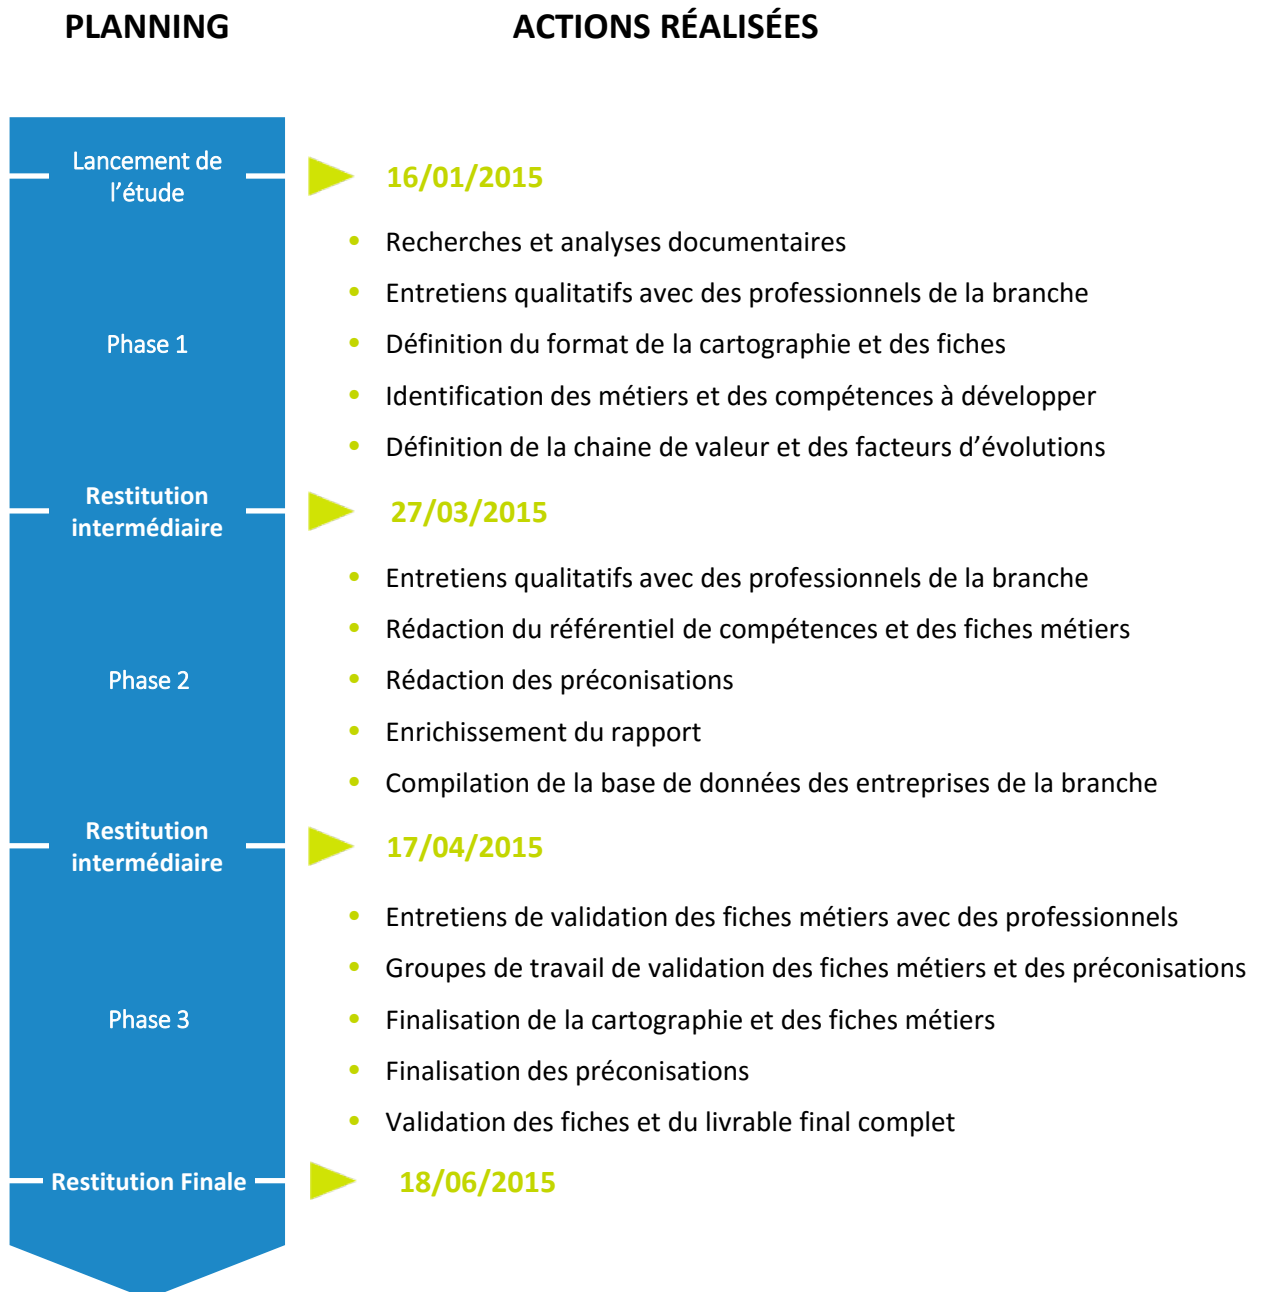 PLANNING
ACTIONS RÉALISÉES
Lancement de
l’étude
16/01/2015
• Recherches et analyses documentaires
• Entretiens qualitatifs avec des professionnels de la branche
Phase 1
• Définition du format de la cartographie et des fiches
• Identification des métiers et des compétences à développer
• Définition de la chaine de valeur et des facteurs d’évolutions
Restitution
intermédiaire
27/03/2015
• Entretiens qualitatifs avec des professionnels de la branche
• Rédaction du référentiel de compétences et des fiches métiers
Phase 2
• Rédaction des préconisations
• Enrichissement du rapport
• Compilation de la base de données des entreprises de la branche
Restitution
intermédiaire
17/04/2015
• Entretiens de validation des fiches métiers avec des professionnels
• Groupes de travail de validation des fiches métiers et des préconisations
Phase 3
• Finalisation de la cartographie et des fiches métiers
• Finalisation des préconisations
• Validation des fiches et du livrable final complet
Restitution Finale
18/06/2015